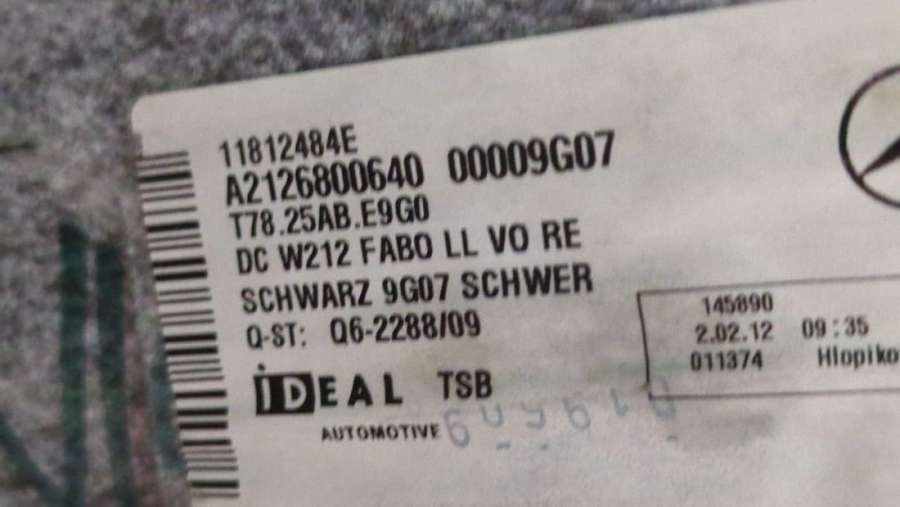 11812484E
A2126800640 00009G07
T78.25AB.E9G0
DC W212 FABO LL VO RE
SCHWARZ 9G07 SCHWER
Q-ST: Q6-2288/09
145890
2.02.12 09:35
011374 Hlopiko
iDEAL TSB
AUTOMOTIVE